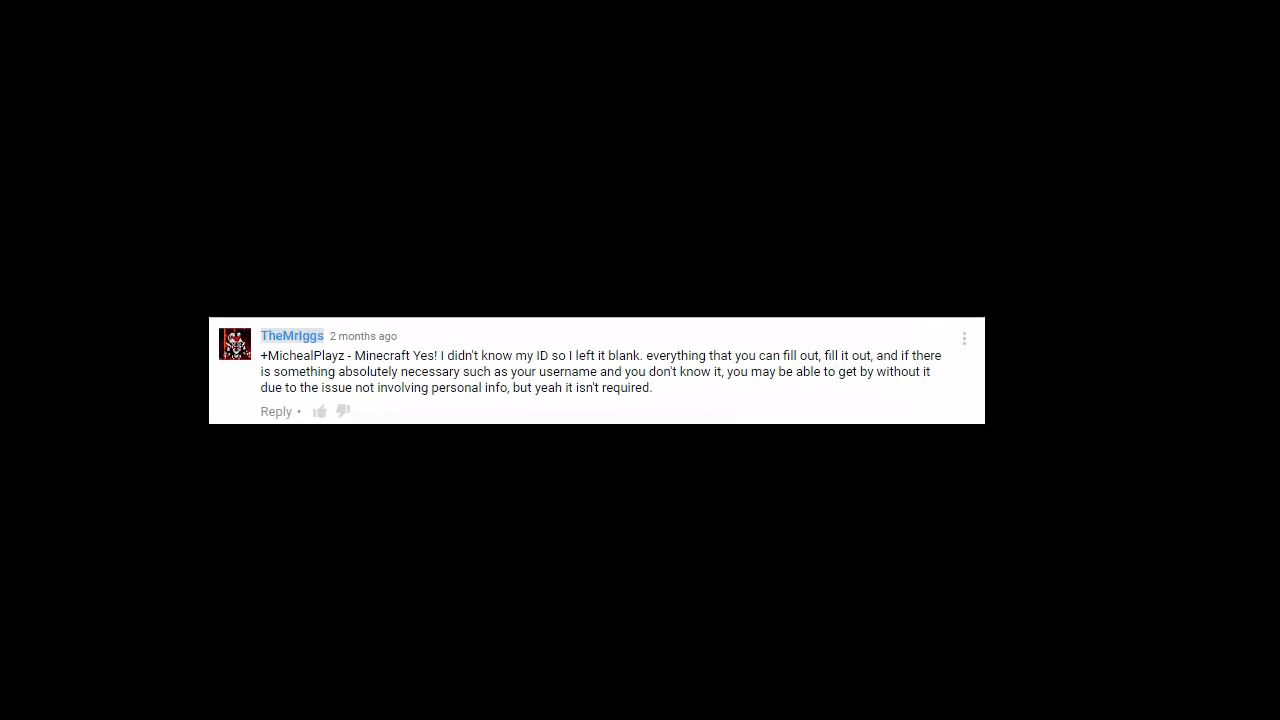 TheMrIggs 2 months ago
+MichealPlayz - Minecraft Yes! I didn't know my ID so I left it blank. everything that you can fill out, fill it out, and if there
is something absolutely necessary such as your username and you don't know it, you may be able to get by without it
due to the issue not involving personal info, but yeah it isn't required.
Reply •